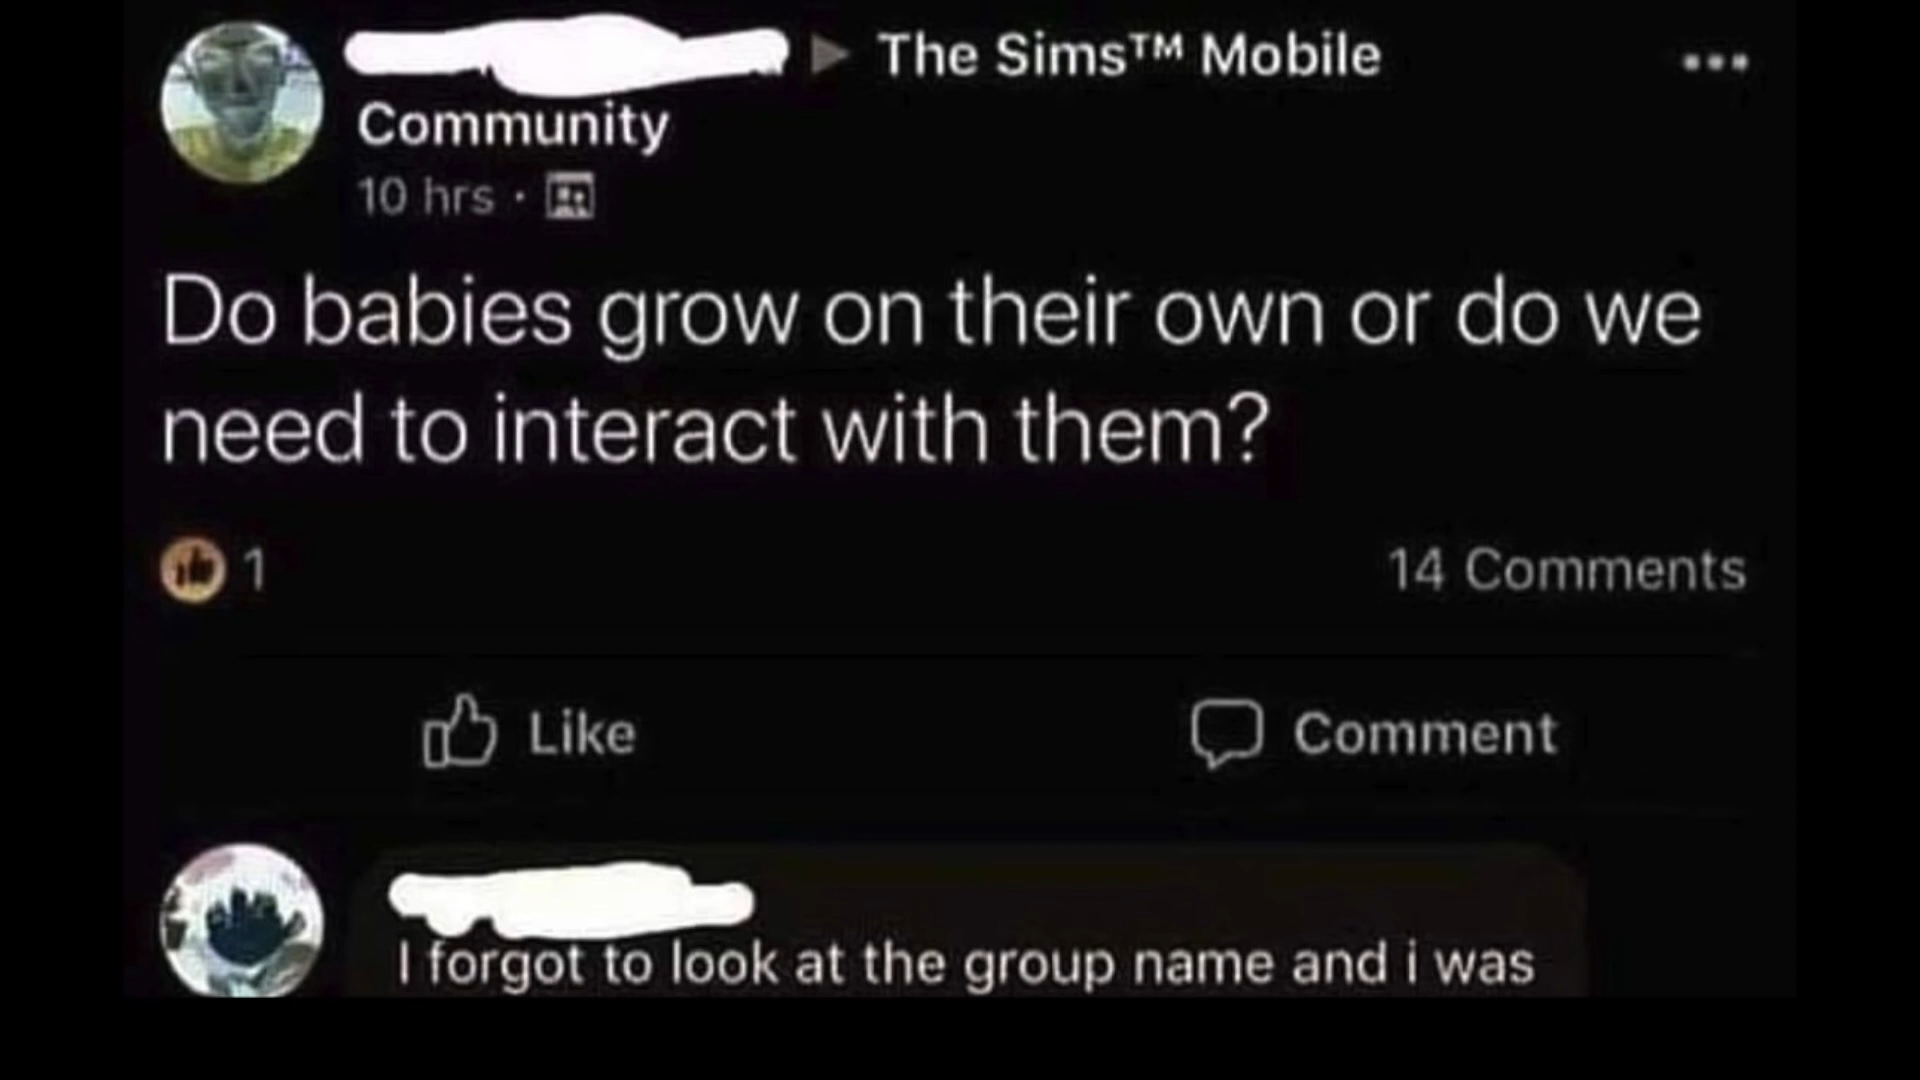 The Sims™ Mobile
Community
10 hrs ·
Do babies grow on their own or do we
need to interact with them?
1
14 Comments
Like
Comment
I forgot to look at the group name and i was